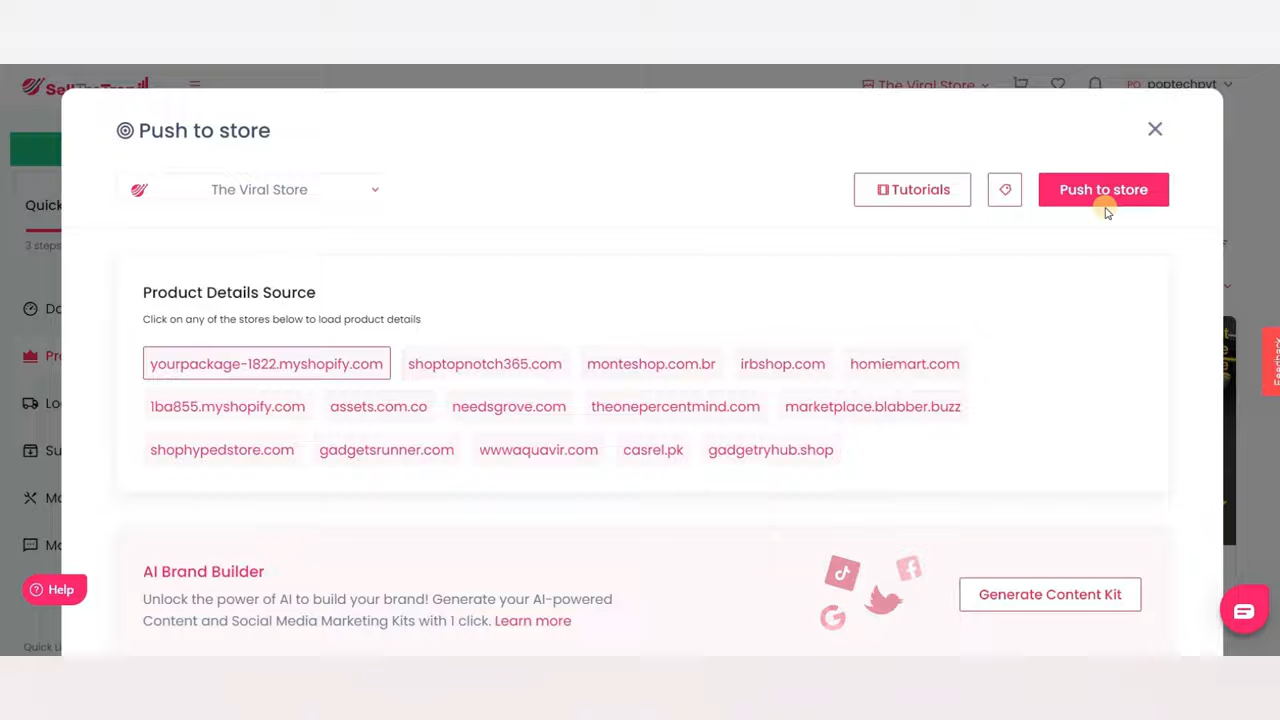 The Viral Store
PO poptechpvt
Push to store
The Viral Store
Tutorials
Push to store
Quick
3 steps
Product Details Source
Click on any of the stores below to load product details
yourpackage-1822.myshopify.com shoptopnotch365.com monteshop.com.br irbshop.com homiemart.com
1ba855.myshopify.com assets.com.co needsgrove.com theonepercentmind.com marketplace.blabber.buzz
shophypedstore.com gadgetsrunner.com wwwaquavir.com casrel.pk gadgetryhub.shop
Feedback
AI Brand Builder
Unlock the power of AI to build your brand! Generate your AI-powered
Content and Social Media Marketing Kits with 1 click. Learn more
Generate Content Kit
Help